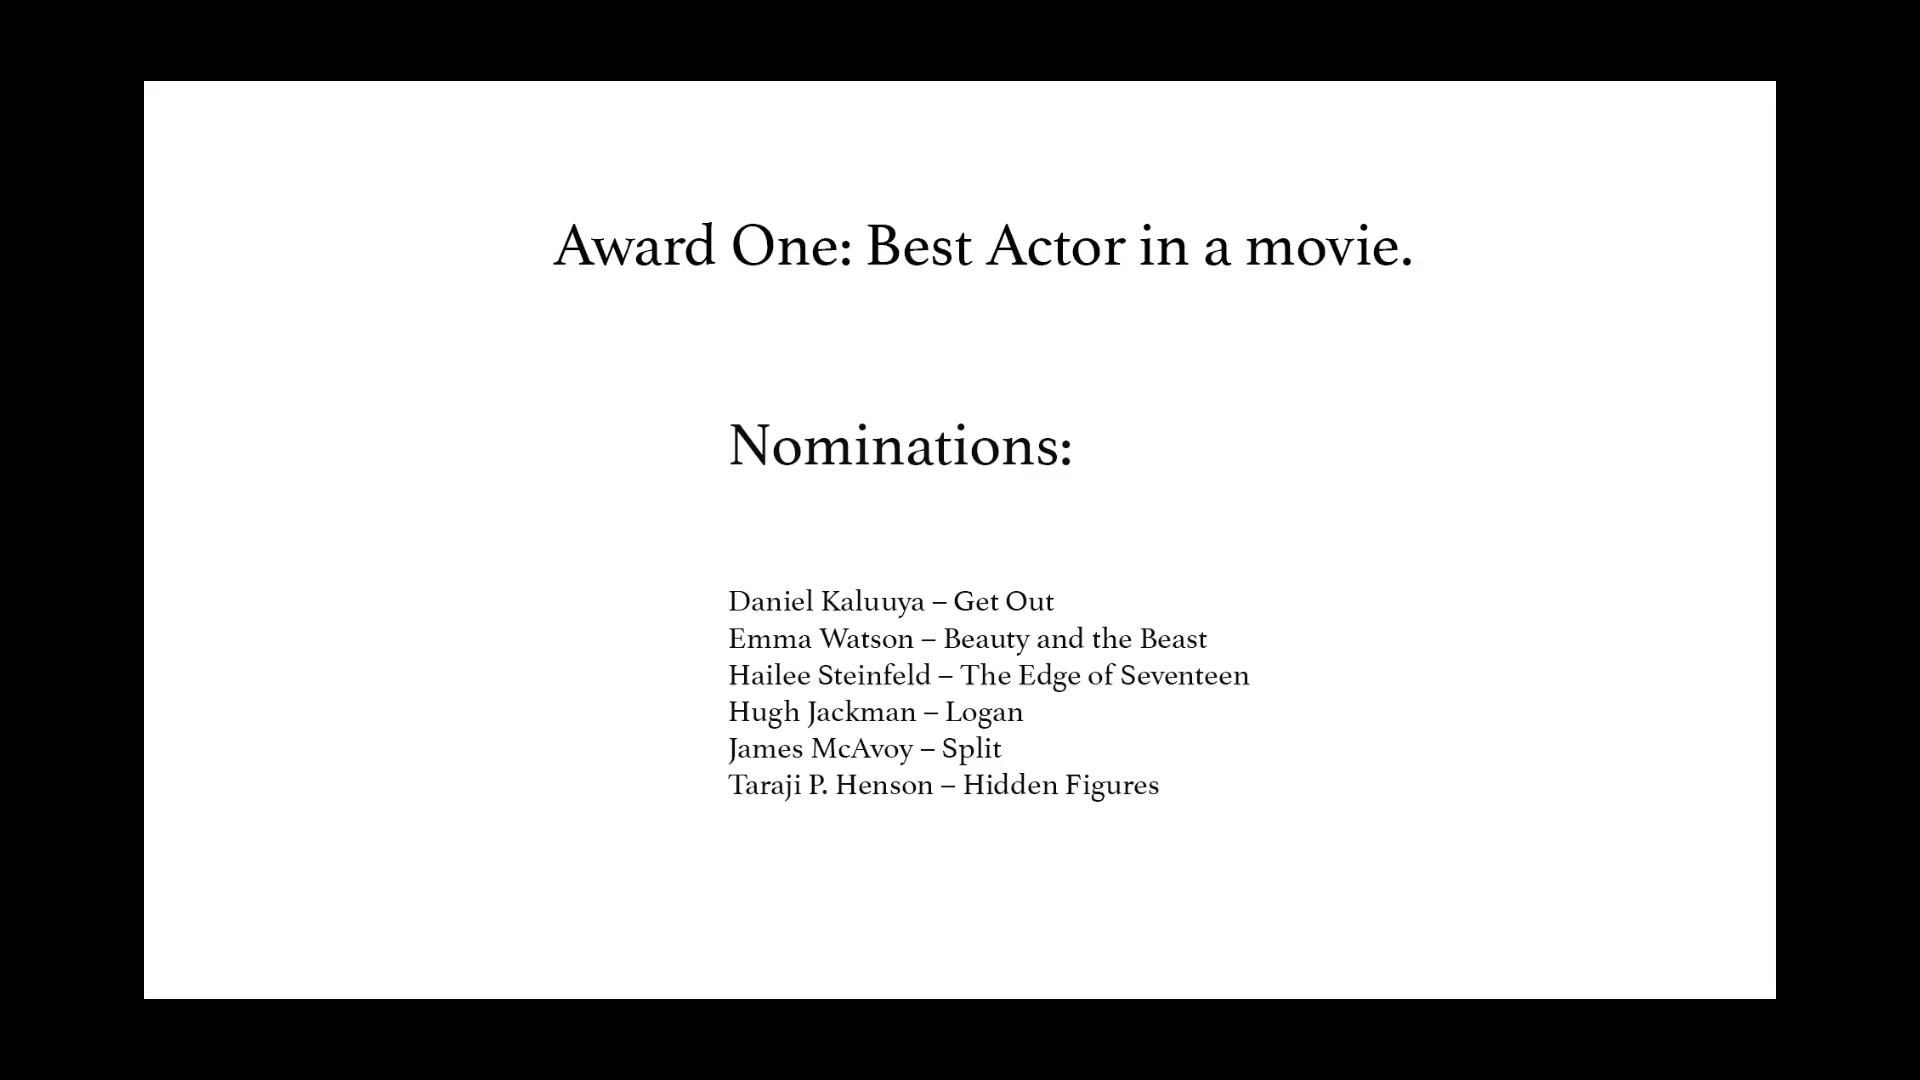 Award One: Best Actor in a movie.
Nominations:
Daniel Kaluuya – Get Out
Emma Watson – Beauty and the Beast
Hailee Steinfeld – The Edge of Seventeen
Hugh Jackman – Logan
James McAvoy – Split
Taraji P. Henson – Hidden Figures